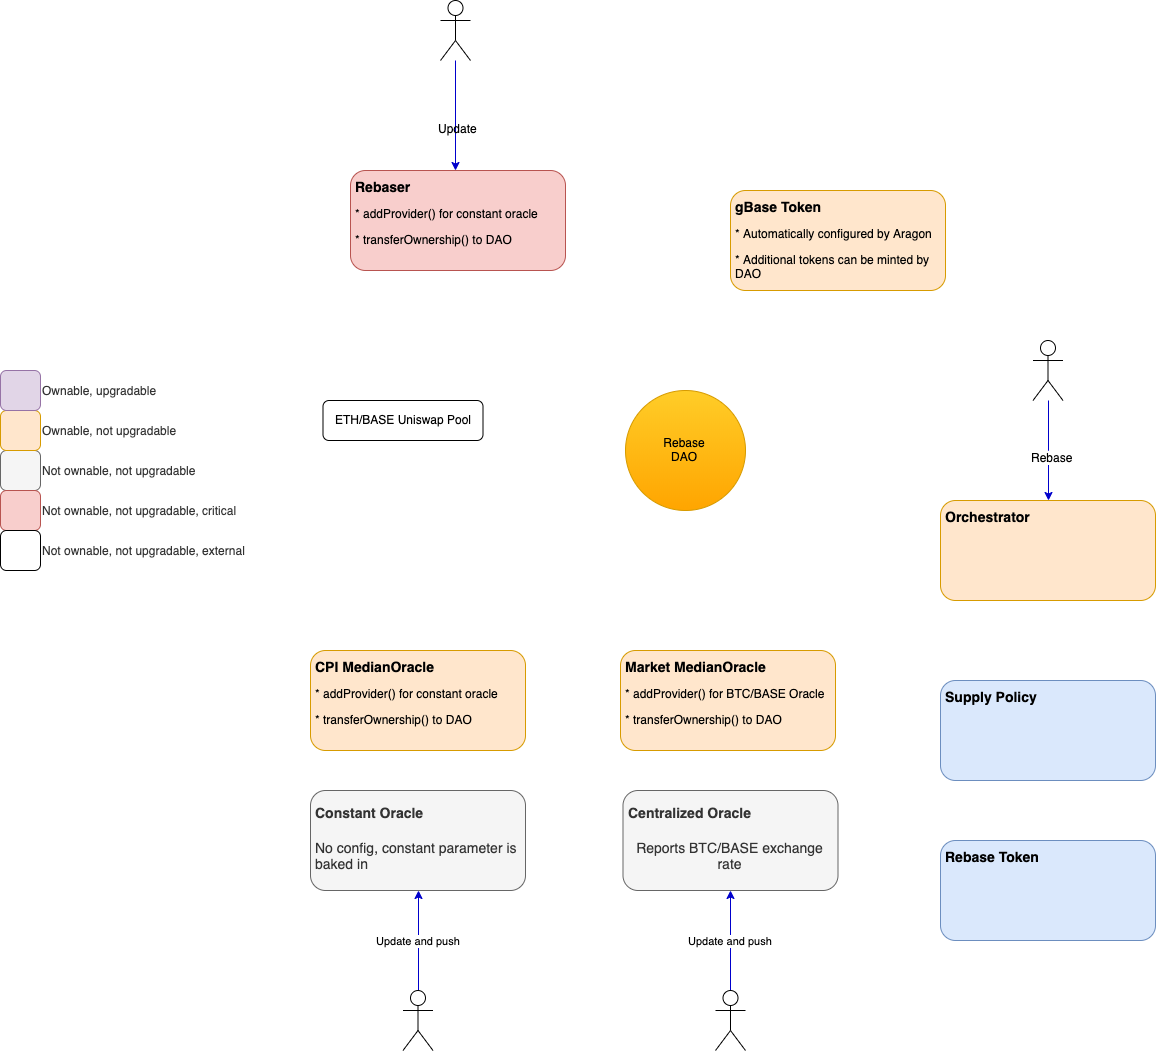 Update
Rebaser
* addProvider() for constant oracle
* transferOwnership() to DAO
gBase Token
* Automatically configured by Aragon
* Additional tokens can be minted by
DAO
Ownable, upgradable
Ownable, not upgradable
Not ownable, not upgradable
Not ownable, not upgradable, critical
Not ownable, not upgradable, external
ETH/BASE Uniswap Pool
Rebase
DAO
Rebase
Orchestrator
CPI MedianOracle
* addProvider() for constant oracle
* transferOwnership() to DAO
Market MedianOracle
* addProvider() for BTC/BASE Oracle
* transferOwnership() to DAO
Supply Policy
Constant Oracle
No config, constant parameter is
baked in
Centralized Oracle
Reports BTC/BASE exchange
rate
Rebase Token
Update and push
Update and push